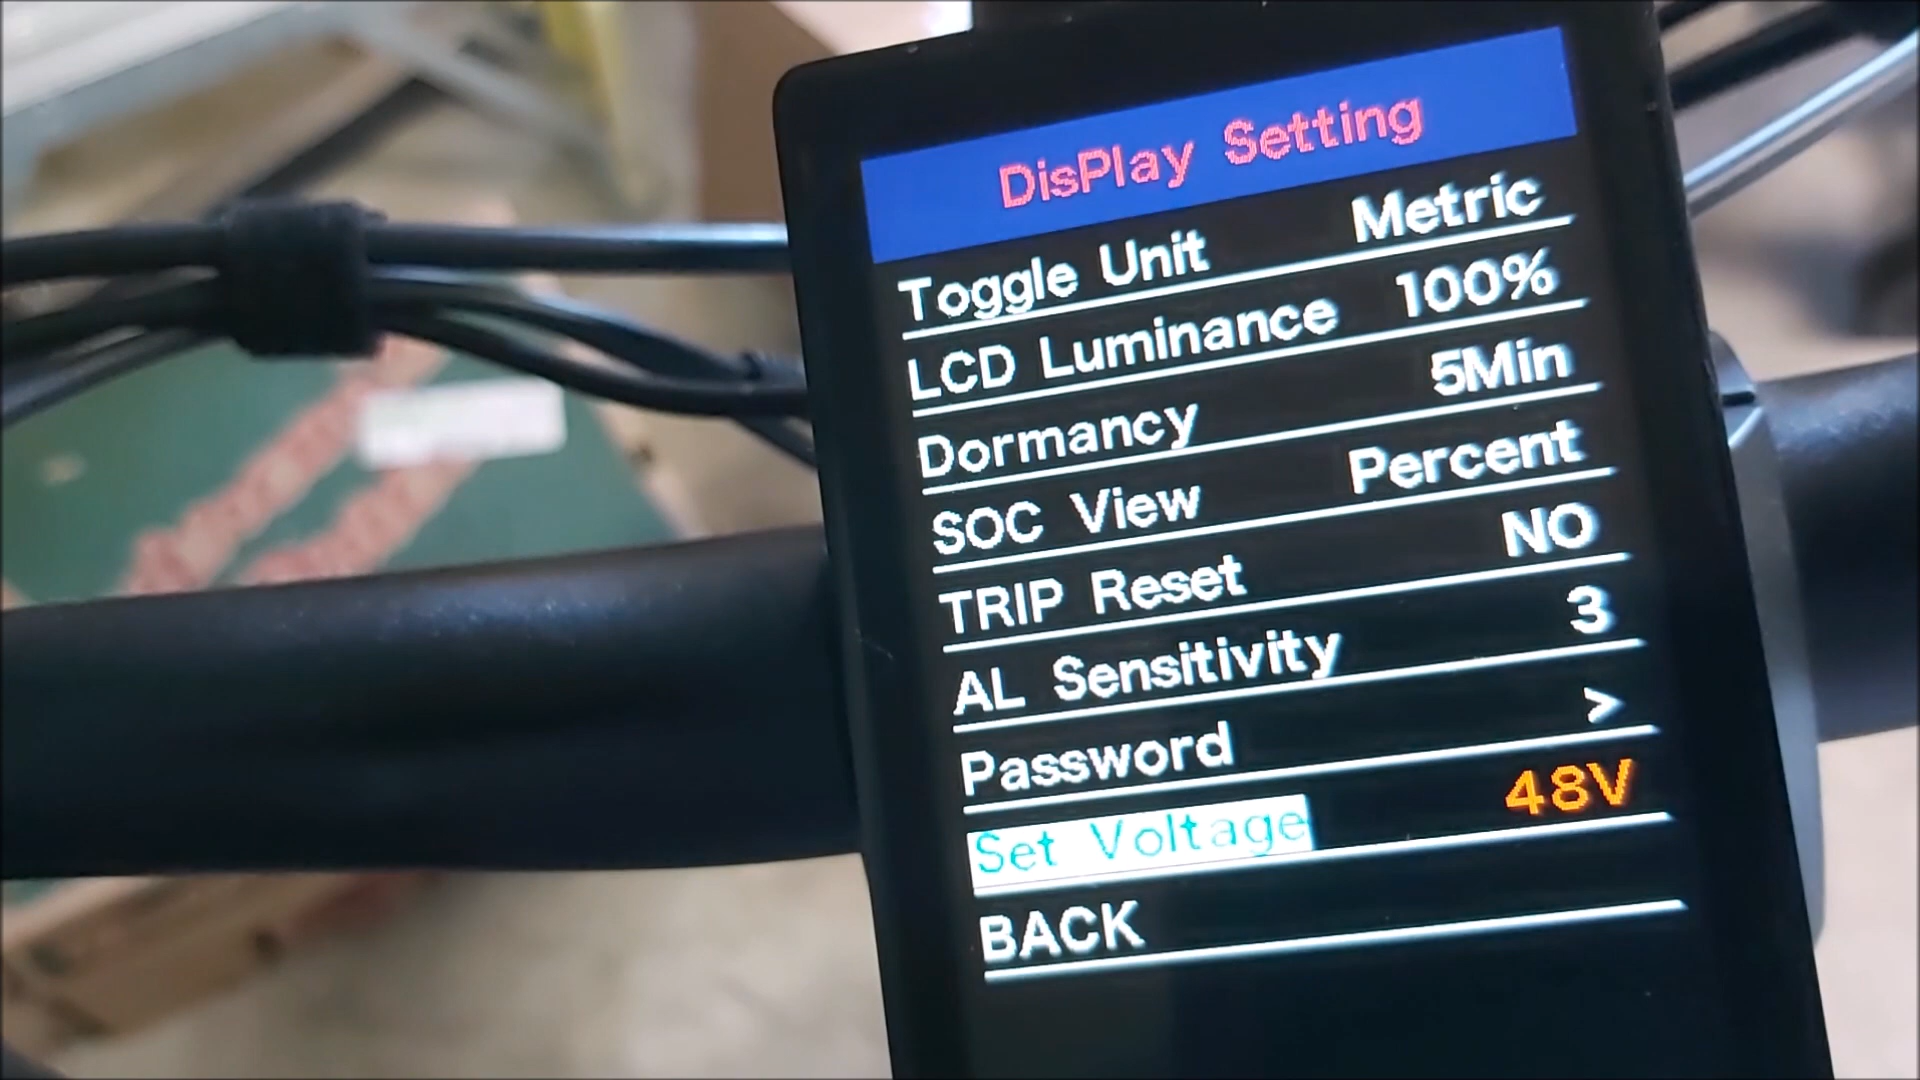 DisPlay Setting
Toggle Unit Metric
LCD Luminance 100%
Dormancy 5Min
SOC View Percent
TRIP Reset NO
AL Sensitivity 3
Password >
Set Voltage 48V
BACK